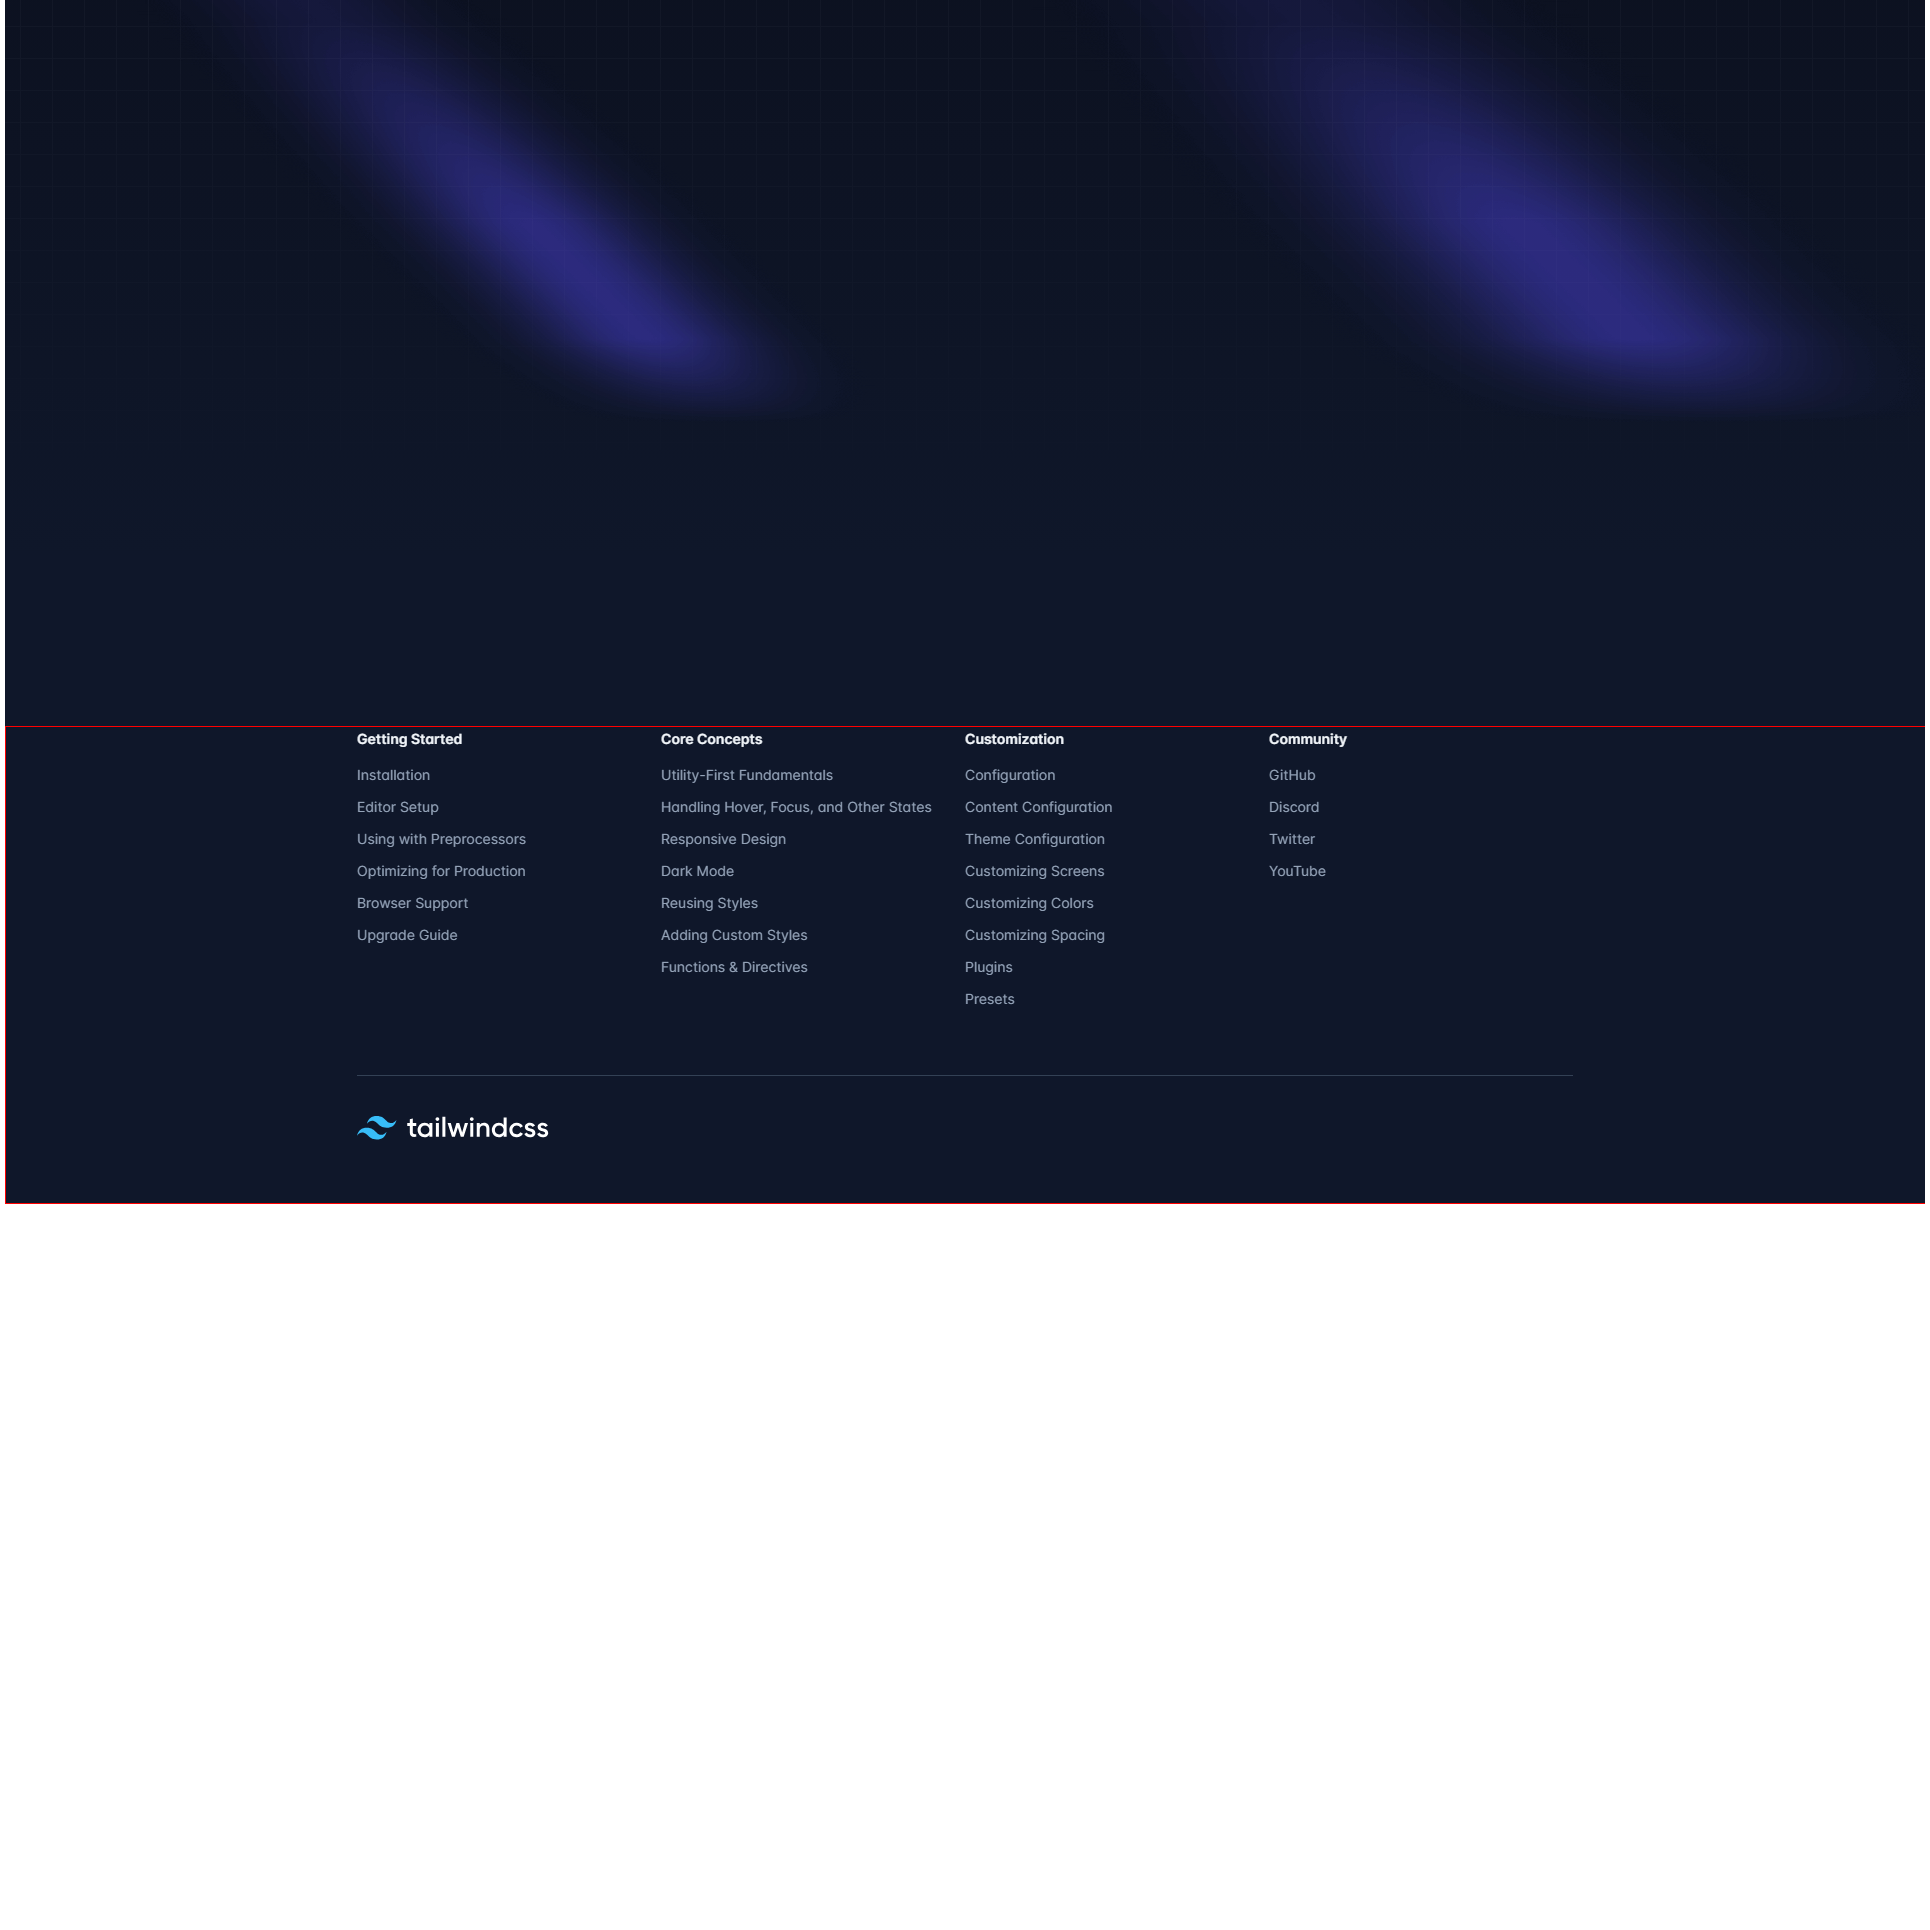 Getting Started
Installation
Editor Setup
Using with Preprocessors
Optimizing for Production
Browser Support
Upgrade Guide
Core Concepts
Utility-First Fundamentals
Handling Hover, Focus, and Other States
Responsive Design
Dark Mode
Reusing Styles
Adding Custom Styles
Functions & Directives
Customization
Configuration
Content Configuration
Theme Configuration
Customizing Screens
Customizing Colors
Customizing Spacing
Plugins
Presets
Community
GitHub
Discord
Twitter
YouTube
tailwindcss